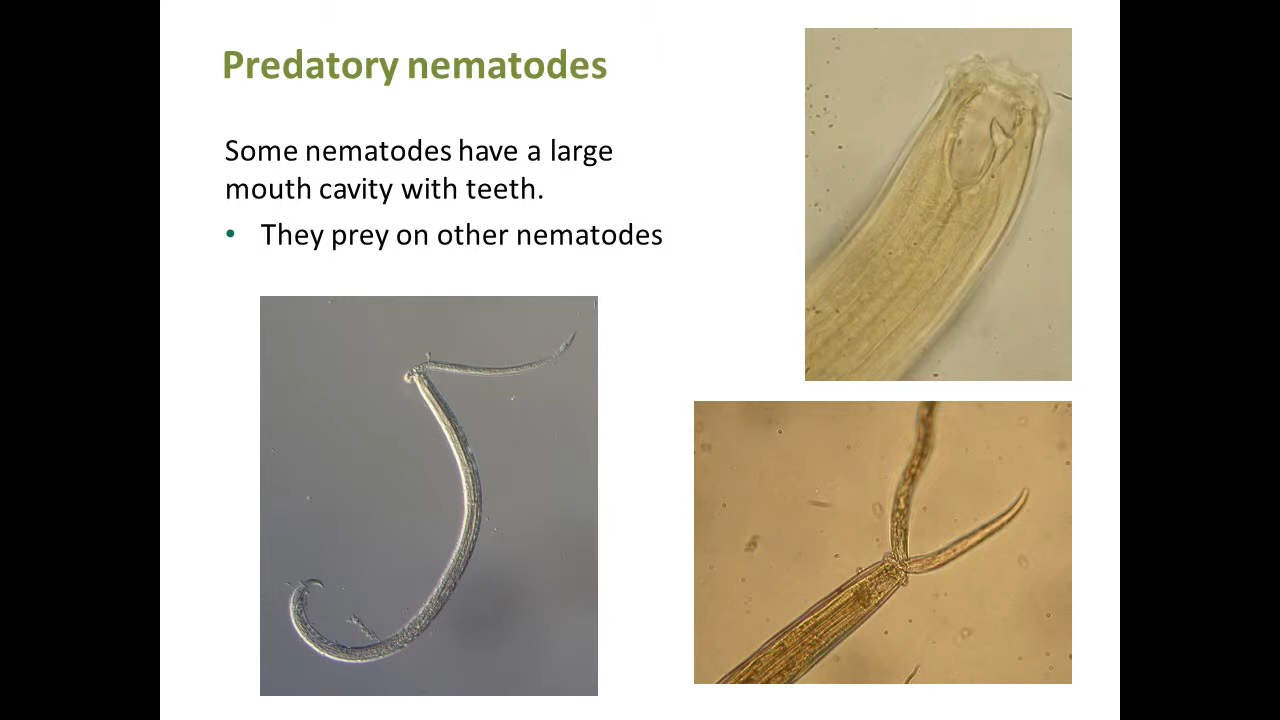 Predatory nematodes
Some nematodes have a large
mouth cavity with teeth.
• They prey on other nematodes